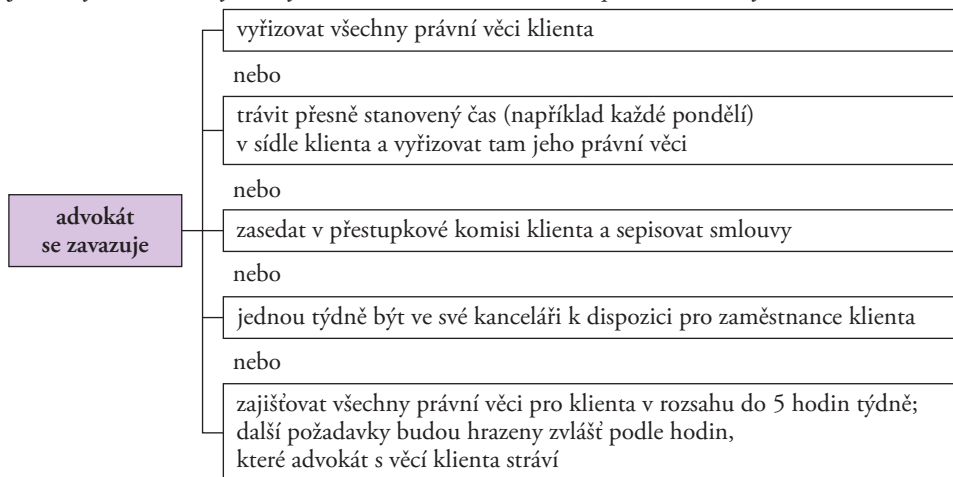 vyřizovat všechny právní věci klienta
nebo
trávit přesně stanovený čas (například každé pondělí)
v sídle klienta a vyřizovat tam jeho právní věci
nebo
advokát
se zavazuje
zasedat v přestupkové komisi klienta a sepisovat smlouvy
nebo
jednou týdně být ve své kanceláři k dispozici pro zaměstnance klienta
nebo
zajišťovat všechny právní věci pro klienta v rozsahu do 5 hodin týdně;
další požadavky budou hrazeny zvlášť podle hodin,
které advokát s věcí klienta stráví